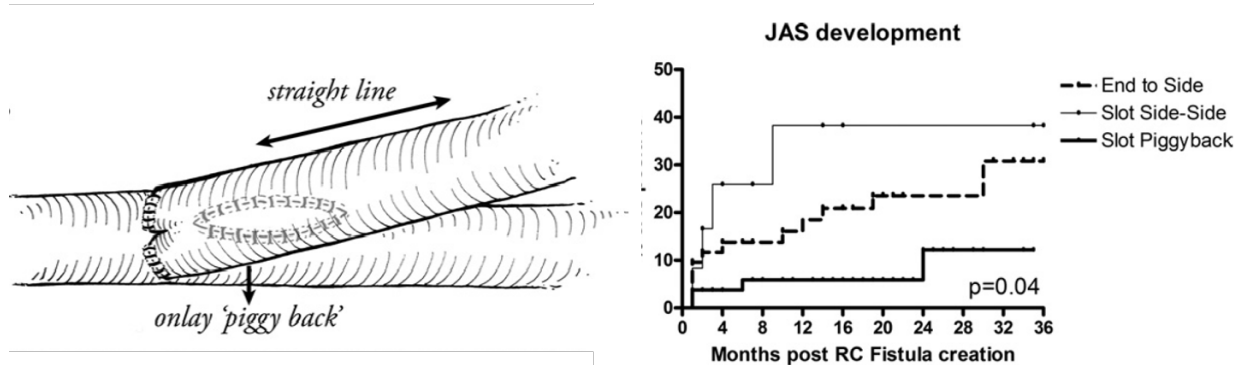 straight line
onlay 'piggy back'
JAS development
50
40
30
20
10
0
End to Side
Slot Side-Side
Slot Piggyback
p=0.04
0 4 8 12 16 20 24 28 32 36
Months post RC Fistula creation